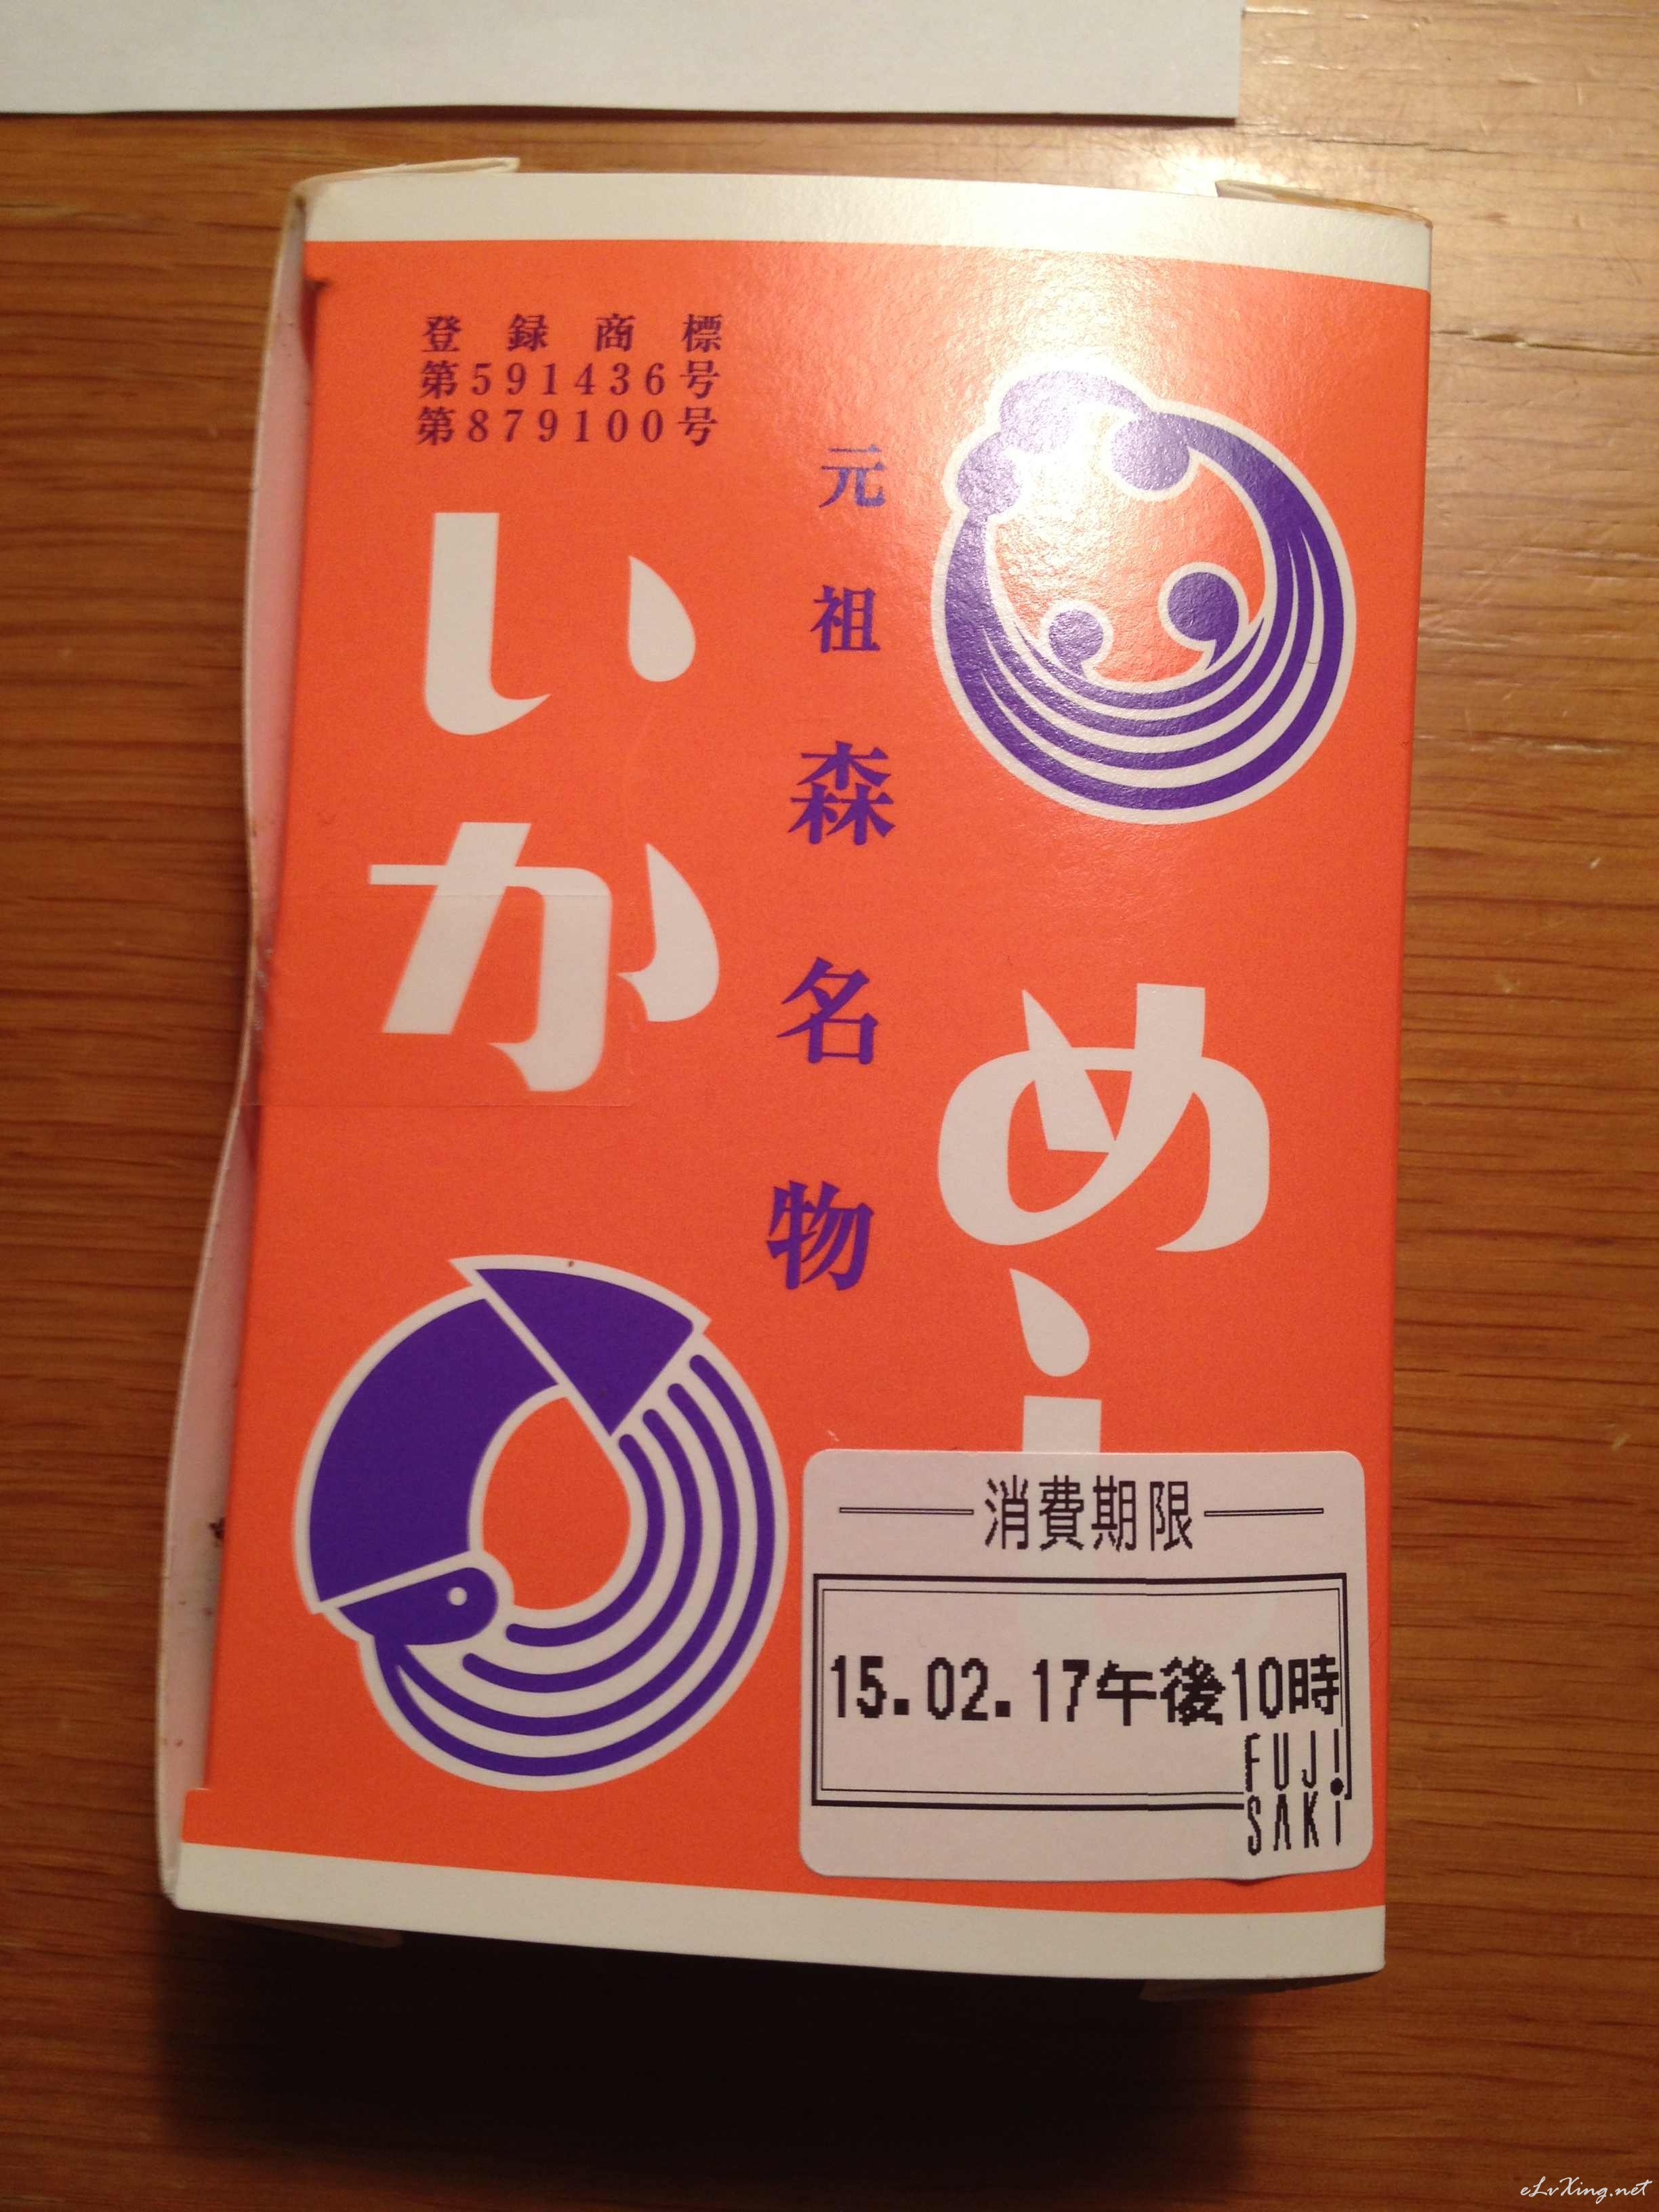 登録商標
第591436号
第879100号
いか
元祖森名物
めし
消費期限
15.02.17午後10時
FUJI
SAKI
eLvXing.net